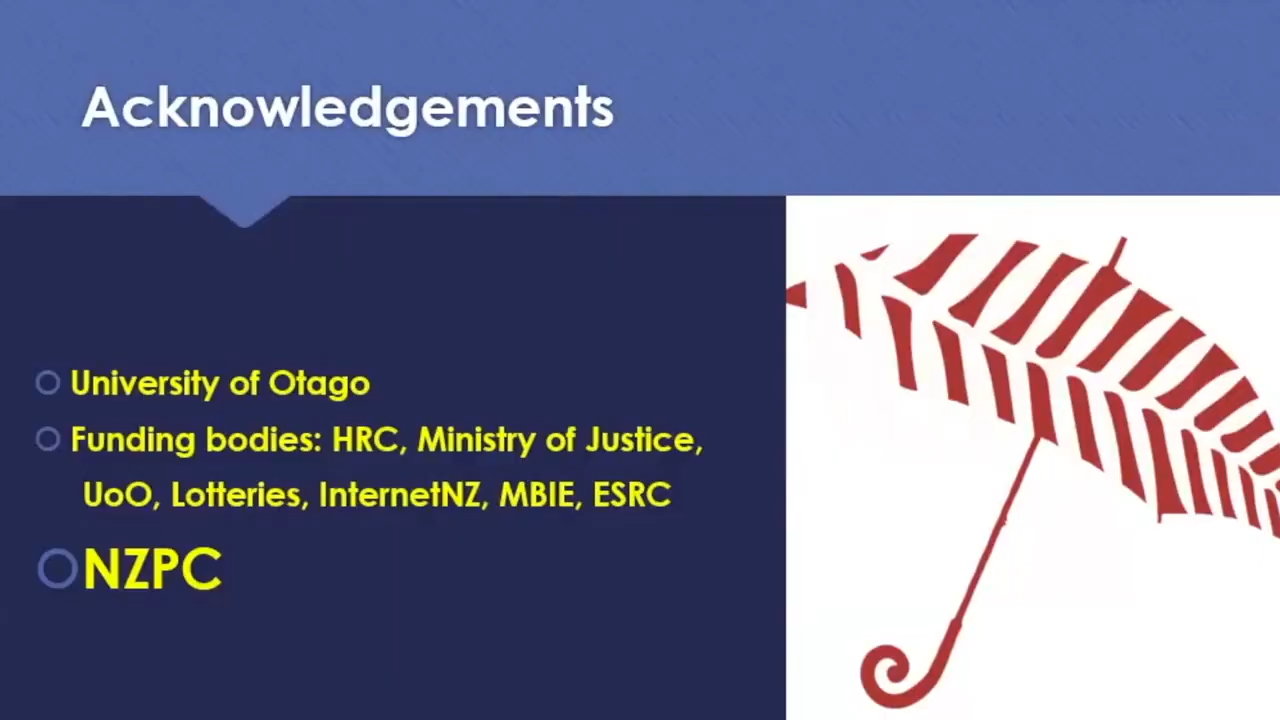 Acknowledgements
University of Otago
Funding bodies: HRC, Ministry of Justice,
UoO, Lotteries, InternetNZ, MBIE, ESRC
NZPC